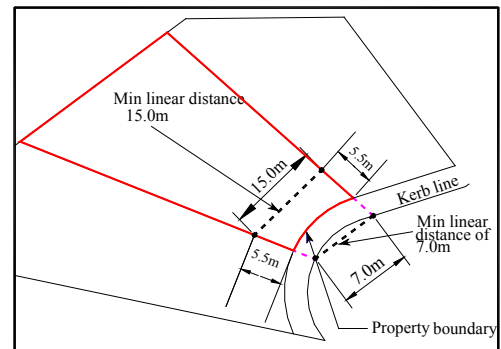 Min linear distance
15.0m
15.0m
5.5m
Kerb line
Min linear
distance of
7.0m
5.5m
7.0m
Property boundary